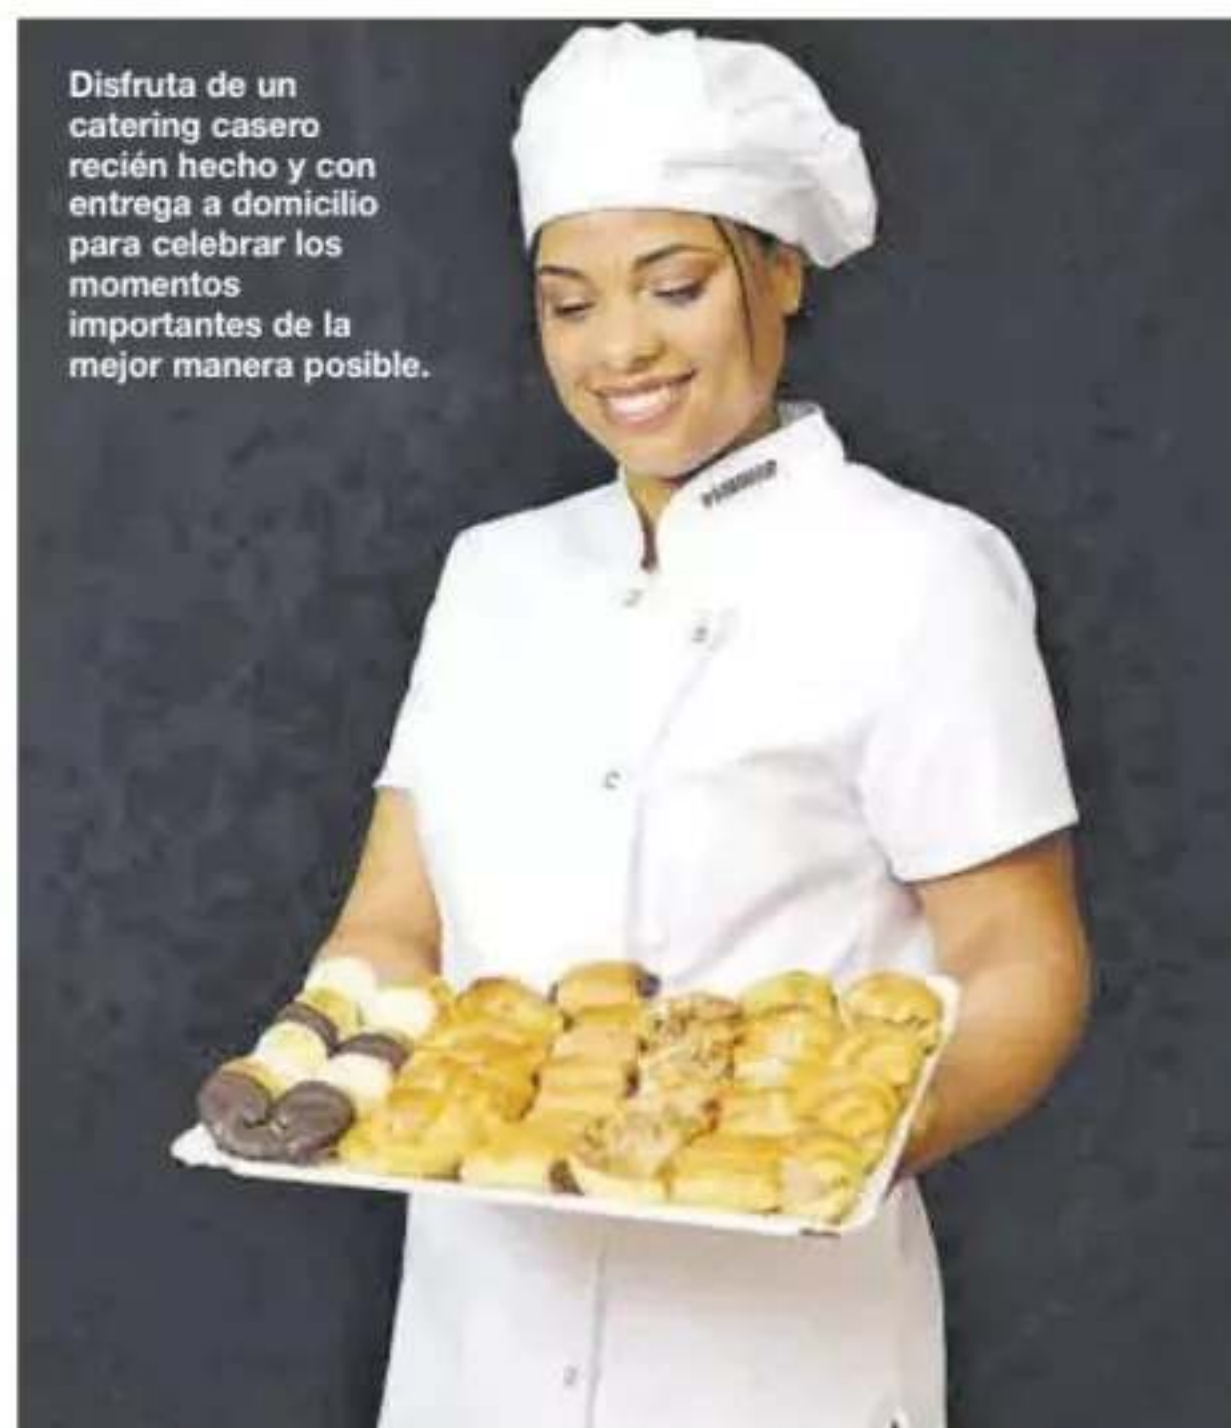 Disfruta de un
catering casero
recién hecho y con
entrega a domicilio
para celebrar los
momentos
importantes de la
mejor manera posible.